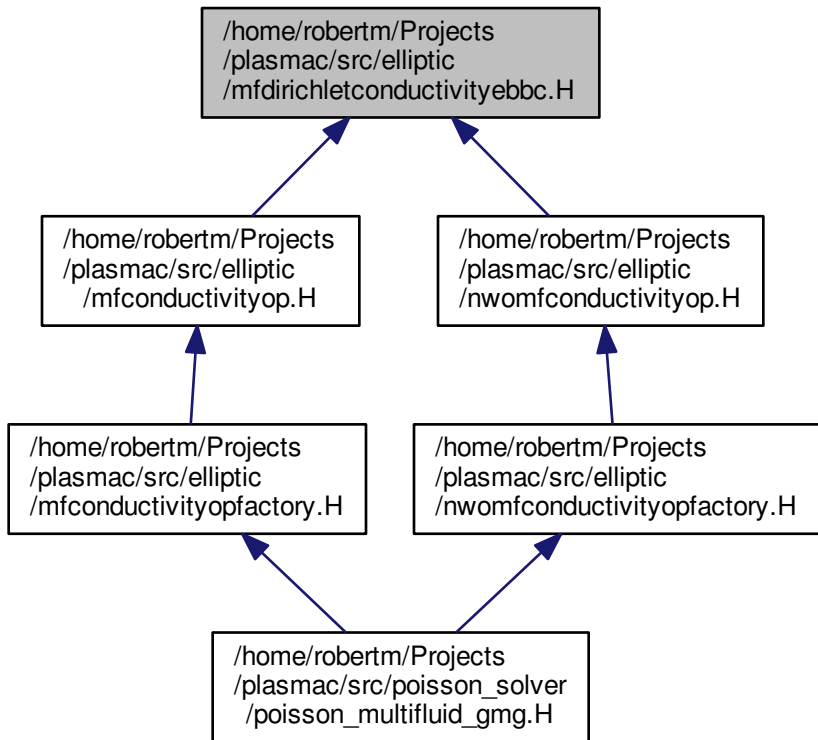 /home/robertm/Projects
/plasmac/src/elliptic
/mfdirichletconductivityebbc.H
/home/robertm/Projects
/plasmac/src/elliptic
/mfconductivityop.H
/home/robertm/Projects
/plasmac/src/elliptic
/nwomfconductivityop.H
/home/robertm/Projects
/plasmac/src/elliptic
/mfconductivityopfactory.H
/home/robertm/Projects
/plasmac/src/elliptic
/nwomfconductivityopfactory.H
/home/robertm/Projects
/plasmac/src/poisson_solver
/poisson_multifluid_gmg.H